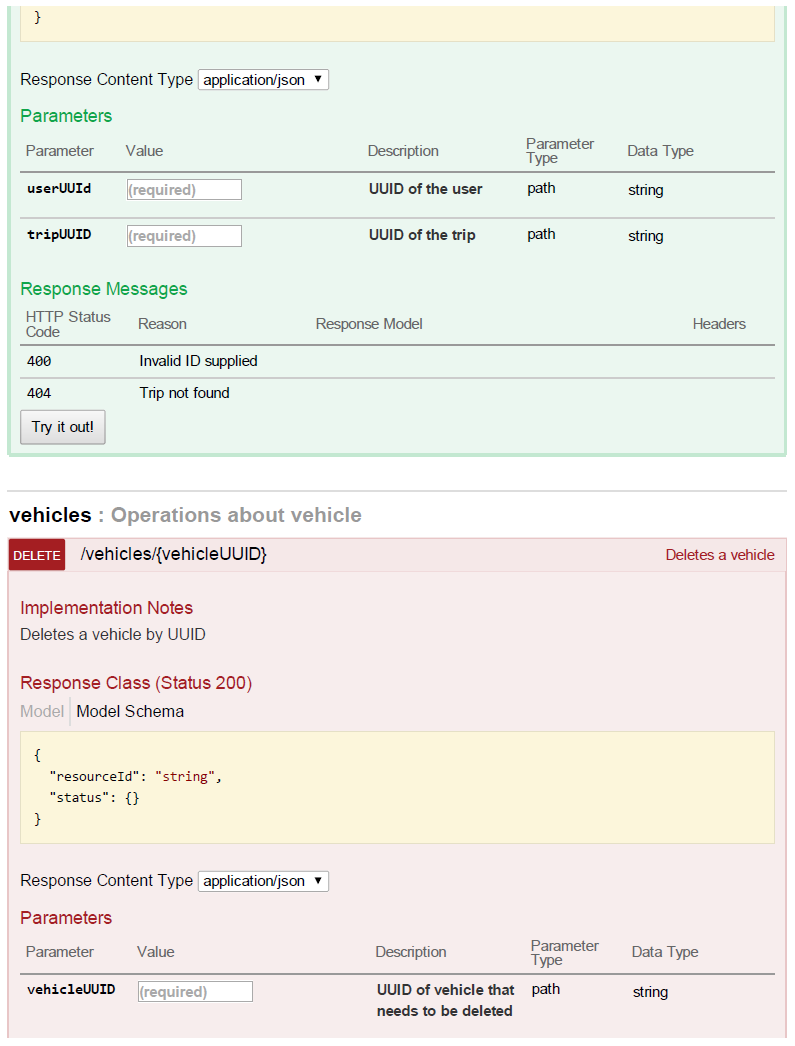 }
Response Content Type application/json ▼
Parameters
Parameter Value Description Parameter Type Data Type
userUUId (required) UUID of the user path string
tripUUID (required) UUID of the trip path string
Response Messages
HTTP Status Code Reason Response Model Headers
400 Invalid ID supplied
404 Trip not found
Try it out!
vehicles : Operations about vehicle
DELETE /vehicles/{vehicleUUID} Deletes a vehicle
Implementation Notes
Deletes a vehicle by UUID
Response Class (Status 200)
Model Model Schema
{
"resourceId": "string",
"status": {}
}
Response Content Type application/json ▼
Parameters
Parameter Value Description Parameter Type Data Type
vehicleUUID (required) UUID of vehicle that path string
needs to be deleted